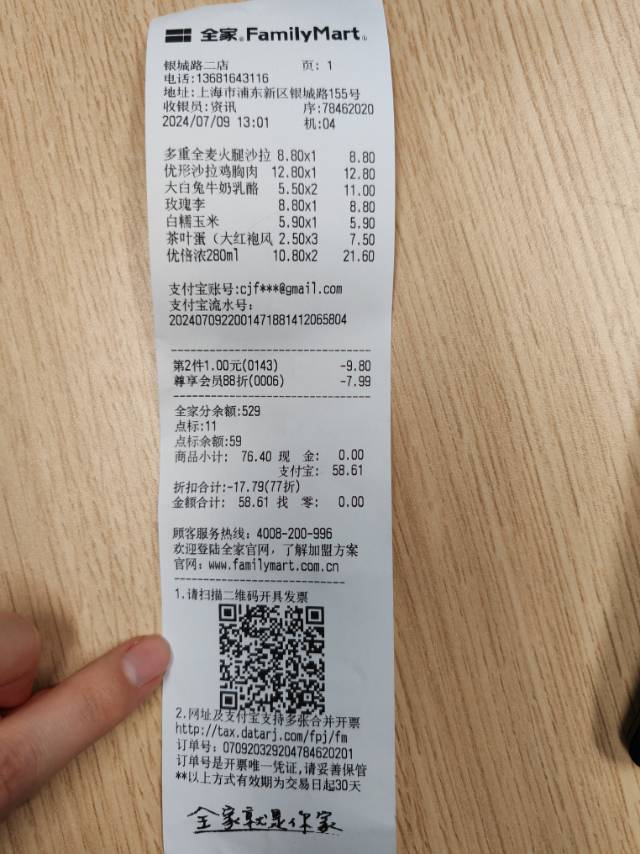 全家 FamilyMart
银城路二店 页: 1
电话:13681643116
地址:上海市浦东新区银城路155号
收银员:资讯 序:78462020
2024/07/09 13:01 机:04
多重全麦火腿沙拉 8.80x1 8.80
优形沙拉鸡胸肉 12.80x1 12.80
大白兔牛奶乳酪 5.50x2 11.00
玫瑰李 8.80x1 8.80
白糯玉米 5.90x1 5.90
茶叶蛋（大红袍风 2.50x3 7.50
优倍浓280ml 10.80x2 21.60
支付宝账号:cjf***@gmail.com
支付宝流水号:
2024070922001471881412065804
第2件1.00元(0143) -9.80
尊享会员88折(0006) -7.99
全家分余额:529
点标:11
点标余额:59
商品小计: 76.40 现 金: 0.00
支付宝: 58.61
折扣合计:-17.79(77折)
金额合计: 58.61 找 零: 0.00
顾客服务热线: 4008-200-996
欢迎登陆全家官网，了解加盟方案
官网: www.familymart.com.cn
1.请扫描二维码开具发票
2.网址及支付宝支持多张合并开票
http://tax.datarj.com/fpj/fm
订单号: 070920329204784620201
订单号是开票唯一凭证,请妥善保管
**以上方式有效期为交易日起30天
全家就是你家